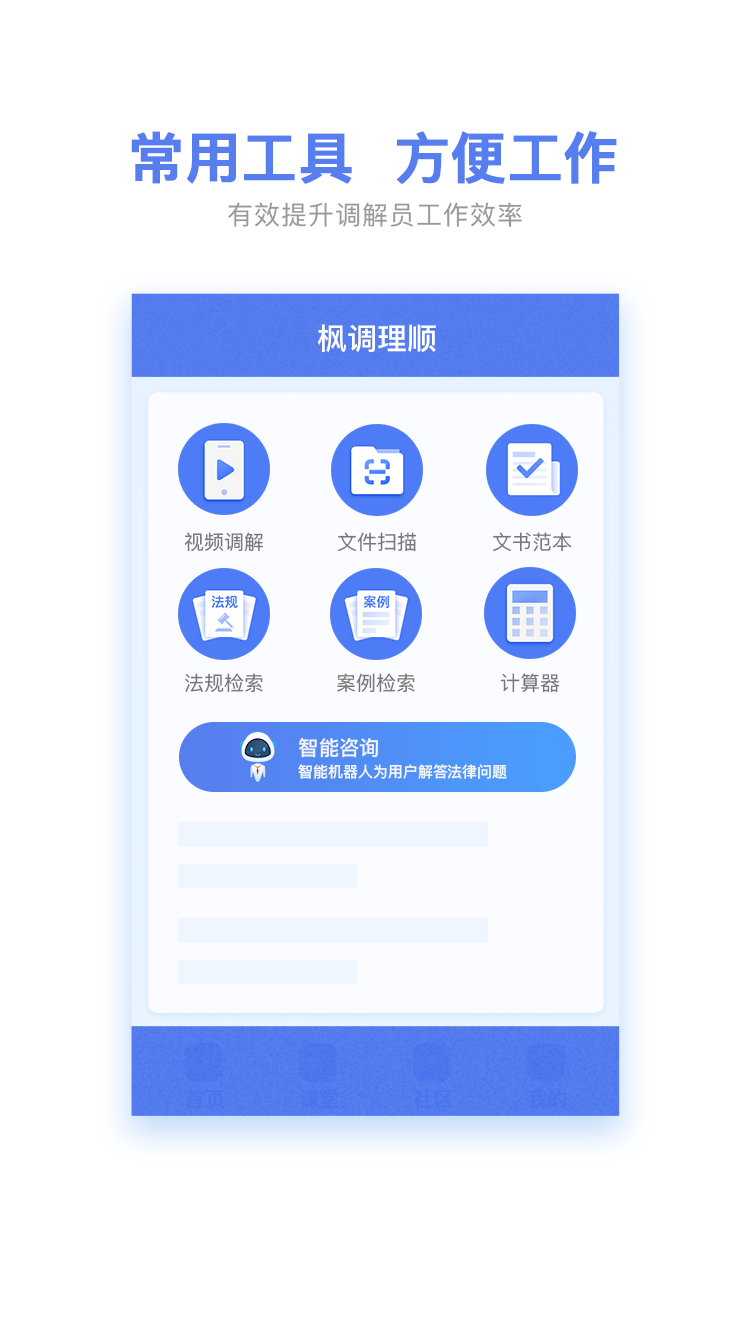 常用工具 方便工作
有效提升调解员工作效率
枫调理顺
视频调解 文件扫描 文书范本
法规 案例
法规检索 案例检索 计算器
智能咨询
智能机器人为用户解答法律问题
首页 课堂 社区 我的